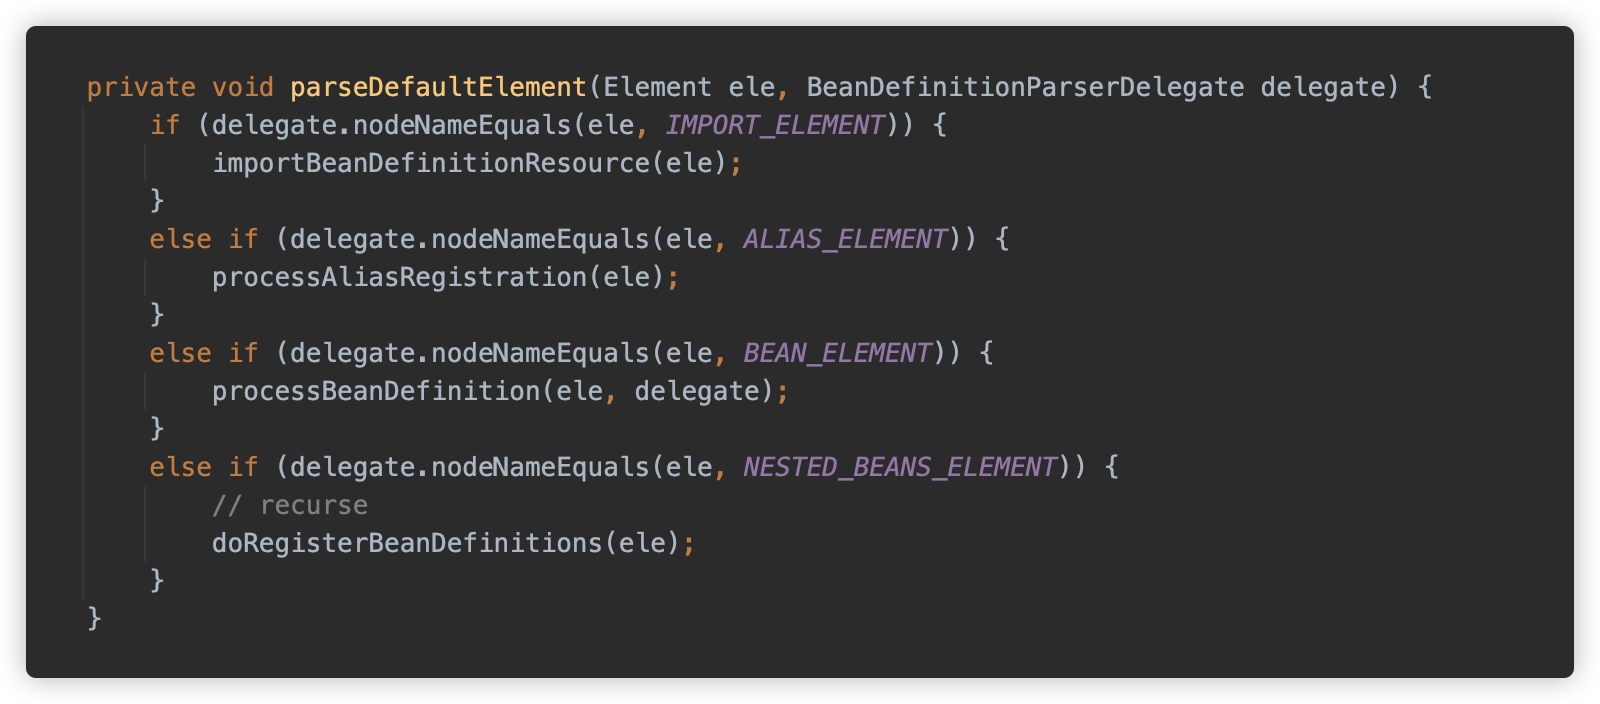 private void parseDefaultElement(Element ele, BeanDefinitionParserDelegate delegate) {
    if (delegate.nodeNameEquals(ele, IMPORT_ELEMENT)) {
        importBeanDefinitionResource(ele);
    }
    else if (delegate.nodeNameEquals(ele, ALIAS_ELEMENT)) {
        processAliasRegistration(ele);
    }
    else if (delegate.nodeNameEquals(ele, BEAN_ELEMENT)) {
        processBeanDefinition(ele, delegate);
    }
    else if (delegate.nodeNameEquals(ele, NESTED_BEANS_ELEMENT)) {
        // recurse
        doRegisterBeanDefinitions(ele);
    }
}